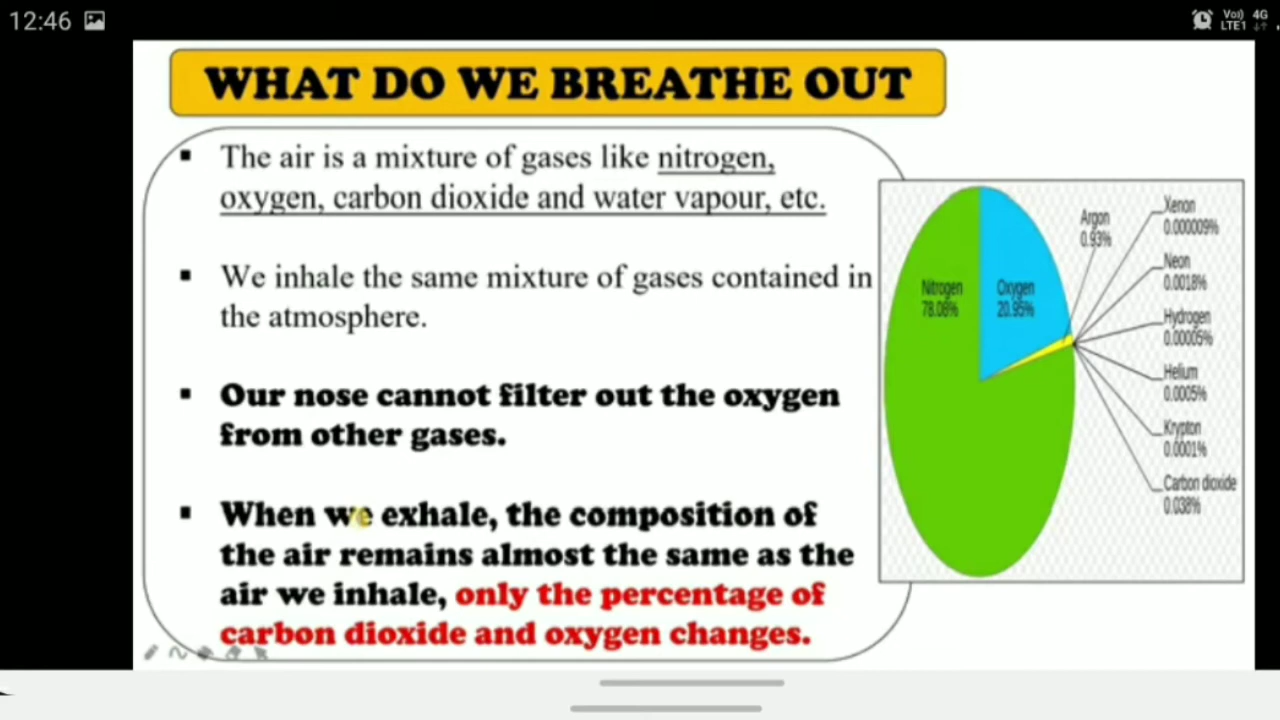 12:46
Vo) 4G
LTE1
WHAT DO WE BREATHE OUT
The air is a mixture of gases like nitrogen,
oxygen, carbon dioxide and water vapour, etc.
We inhale the same mixture of gases contained in
the atmosphere.
Our nose cannot filter out the oxygen
from other gases.
When we exhale, the composition of
the air remains almost the same as the
air we inhale, only the percentage of
carbon dioxide and oxygen changes.
Nitrogen
78.08%
Oxygen
20.95%
Argon
0.93%
Xenon
0.000009%
Neon
0.0018%
Hydrogen
0.00005%
Helium
0.0005%
Krypton
0.0001%
Carbon dioxide
0.038%